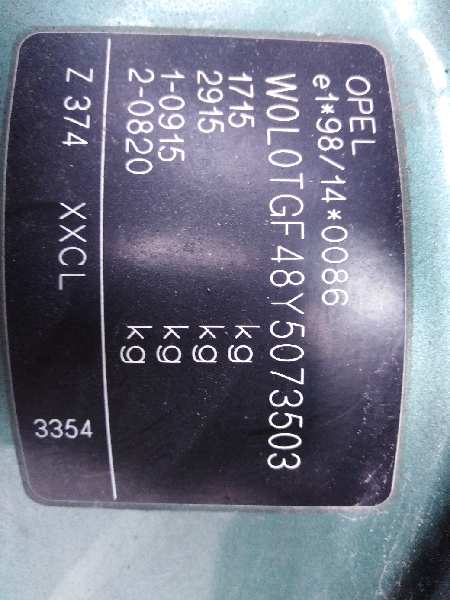 OPEL
e1*98/14*0086
W0L0TGF48Y5073503
1715 kg
2915 kg
1-0915 kg
2-0820 kg
Z 374 XXCL 3354